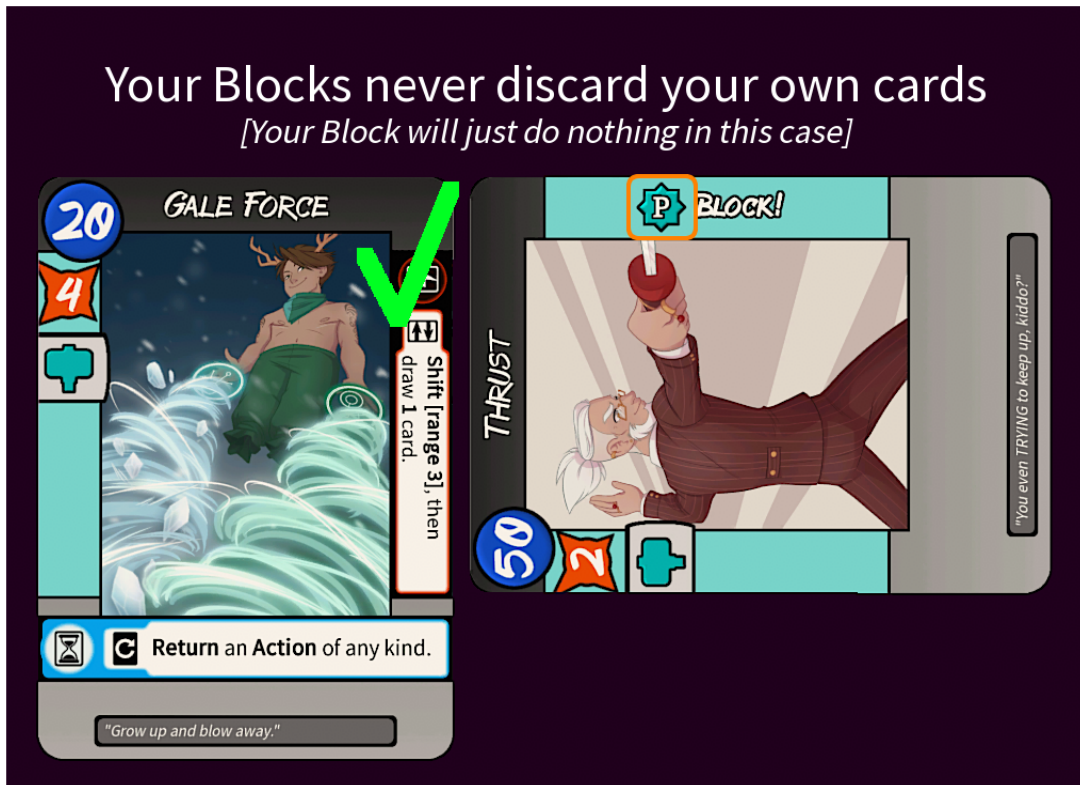 Your Blocks never discard your own cards
[Your Block will just do nothing in this case]
20
GALE FORCE
4
Shift [range 3], then
draw 1 card.
Return an Action of any kind.
"Grow up and blow away."
P BLOCK!
THRUST
50
2
"You even TRYING to keep up, kiddo?"